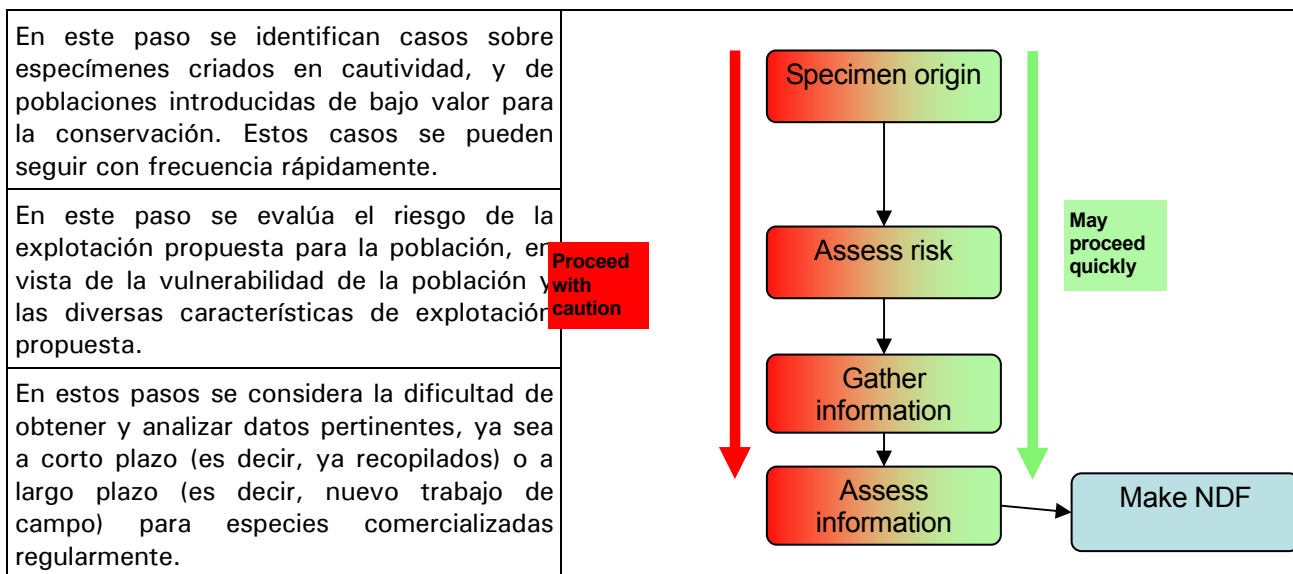 En este paso se identifican casos sobre
especímenes criados en cautividad, y de
poblaciones introducidas de bajo valor para
la conservación. Estos casos se pueden
seguir con frecuencia rápidamente.
En este paso se evalúa el riesgo de la
explotación propuesta para la población, en
vista de la vulnerabilidad de la población y
las diversas características de explotación
propuesta.
En estos pasos se considera la dificultad de
obtener y analizar datos pertinentes, ya sea
a corto plazo (es decir, ya recopilados) o a
largo plazo (es decir, nuevo trabajo de
campo) para especies comercializadas
regularmente.
Proceed
with
caution
Specimen origin
Assess risk
Gather
information
Assess
information
May
proceed
quickly
Make NDF